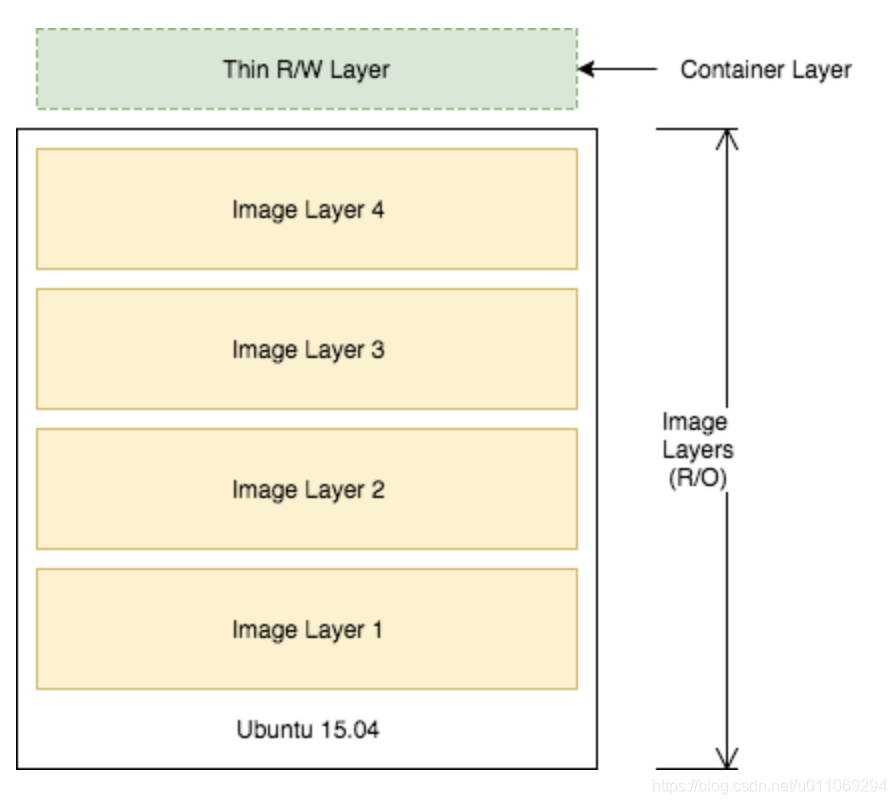 Thin R/W Layer
Container Layer
Image Layer 4
Image Layer 3
Image
Layers
(R/O)
Image Layer 2
Image Layer 1
Ubuntu 15.04
https://blog.csdn.net/u011069294